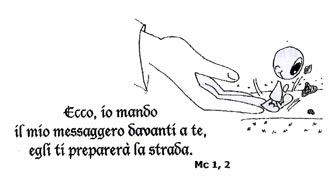 Ecco, io mando
il mio messaggero davanti a te,
egli ti preparerà la strada.
Mc 1, 2